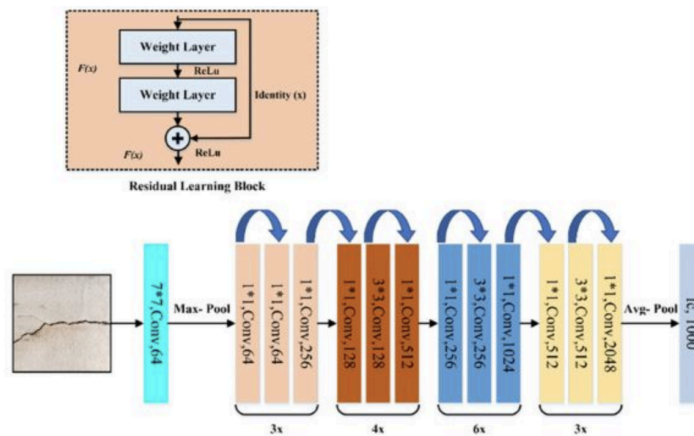 Weight Layer
F(x)
ReLu
Weight Layer
Identity (x)
+
F(x)
ReLu
Residual Learning Block
7*7,Conv,64
Max- Pool
1*1,Conv,64
1*1,Conv,64
1*1,Conv,256
1*1,Conv,128
3*3,Conv,128
1*1,Conv,512
1*1,Conv,256
3*3,Conv,256
1*1,Conv,1024
1*1,Conv,512
3*3,Conv,512
1*1,Conv,2048
Avg- Pool
fc, 1000
3x
4x
6x
3x